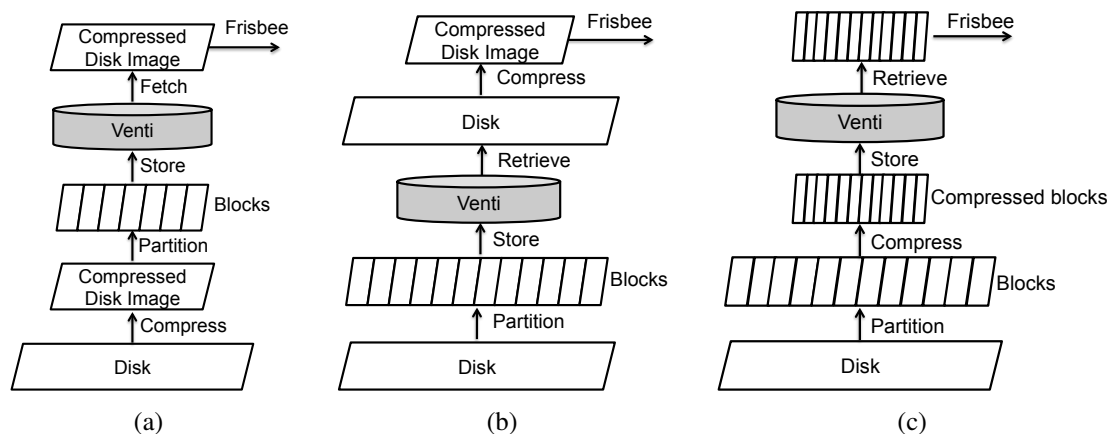 Compressed
Disk Image
Frisbee
Fetch
Venti
Store
Blocks
Partition
Compressed
Disk Image
Compress
Disk
(a)
Compressed
Disk Image
Frisbee
Compress
Disk
Retrieve
Venti
Store
Blocks
Partition
Disk
(b)
Frisbee
Retrieve
Venti
Store
Compressed blocks
Compress
Blocks
Partition
Disk
(c)